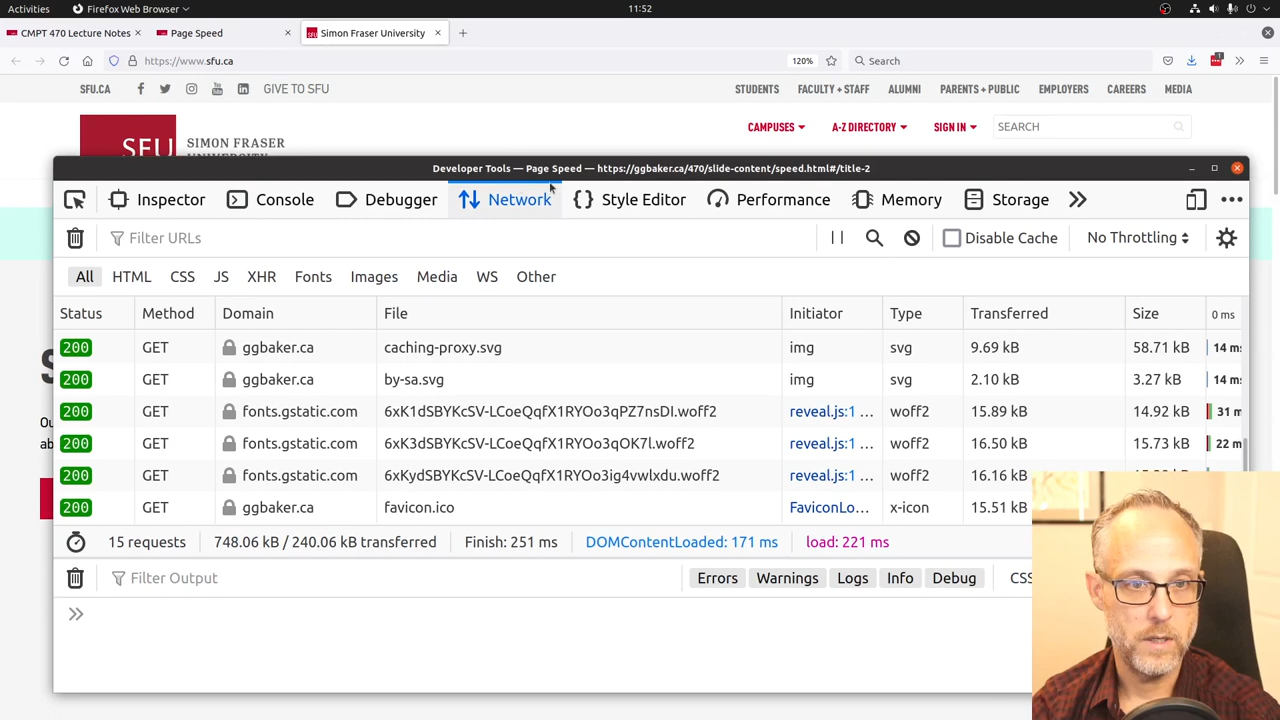 Activities
Firefox Web Browser
11:52
CMPT 470 Lecture Notes
Page Speed
Simon Fraser University
https://www.sfu.ca
120%
Search
SFU.CA
GIVE TO SFU
STUDENTS
FACULTY + STAFF
ALUMNI
PARENTS + PUBLIC
EMPLOYERS
CAREERS
MEDIA
SFU
SIMON FRASER
CAMPUSES
A-Z DIRECTORY
SIGN IN
SEARCH
Developer Tools — Page Speed — https://ggbaker.ca/470/slide-content/speed.html#/title-2
Inspector
Console
Debugger
Network
Style Editor
Performance
Memory
Storage
Filter URLs
Disable Cache
No Throttling
All HTML CSS JS XHR Fonts Images Media WS Other
Status Method Domain File Initiator Type Transferred Size 0 ms
200 GET ggbaker.ca caching-proxy.svg img svg 9.69 kB 58.71 kB 14 ms
200 GET ggbaker.ca by-sa.svg img svg 2.10 kB 3.27 kB 14 ms
200 GET fonts.gstatic.com 6xK1dSBYKcSV-LCoeQqfX1RYOo3qPZ7nsDI.woff2 reveal.js:1 ... woff2 15.89 kB 14.92 kB 31 m
200 GET fonts.gstatic.com 6xK3dSBYKcSV-LCoeQqfX1RYOo3qOK7l.woff2 reveal.js:1 ... woff2 16.50 kB 15.73 kB 22 m
200 GET fonts.gstatic.com 6xKydSBYKcSV-LCoeQqfX1RYOo3ig4vwlxdu.woff2 reveal.js:1 ... woff2 16.16 kB
200 GET ggbaker.ca favicon.ico FaviconLo... x-icon 15.51 kB
15 requests 748.06 kB / 240.06 kB transferred Finish: 251 ms DOMContentLoaded: 171 ms load: 221 ms
Filter Output
Errors Warnings Logs Info Debug CS